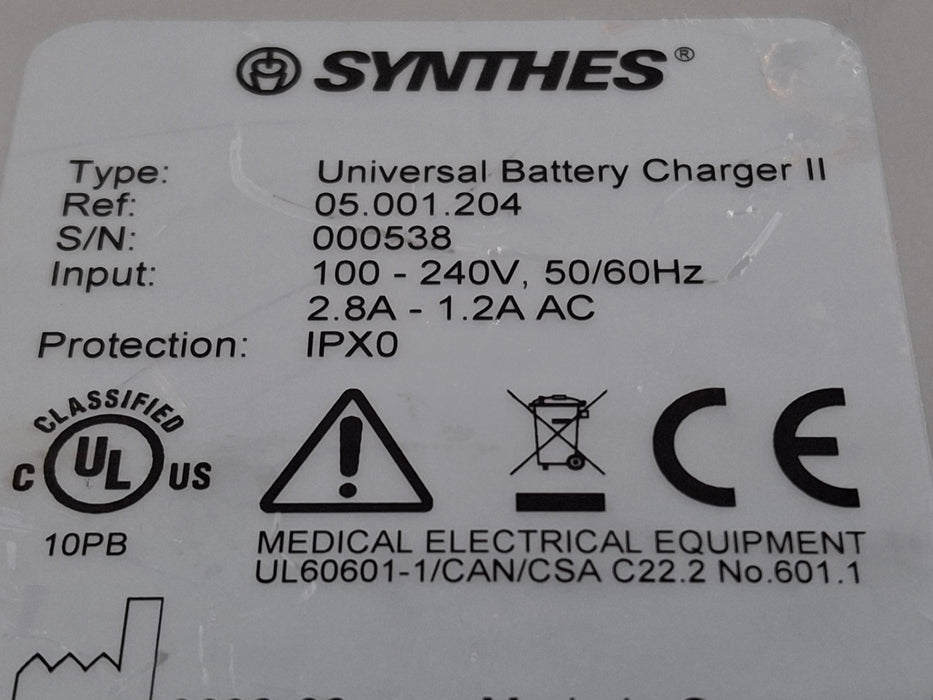 SYNTHES®
Type: Universal Battery Charger II
Ref: 05.001.204
S/N: 000538
Input: 100 - 240V, 50/60Hz
2.8A - 1.2A AC
Protection: IPX0
CLASSIFIED
C UL US
CE
10PB
MEDICAL ELECTRICAL EQUIPMENT
UL60601-1/CAN/CSA C22.2 No.601.1